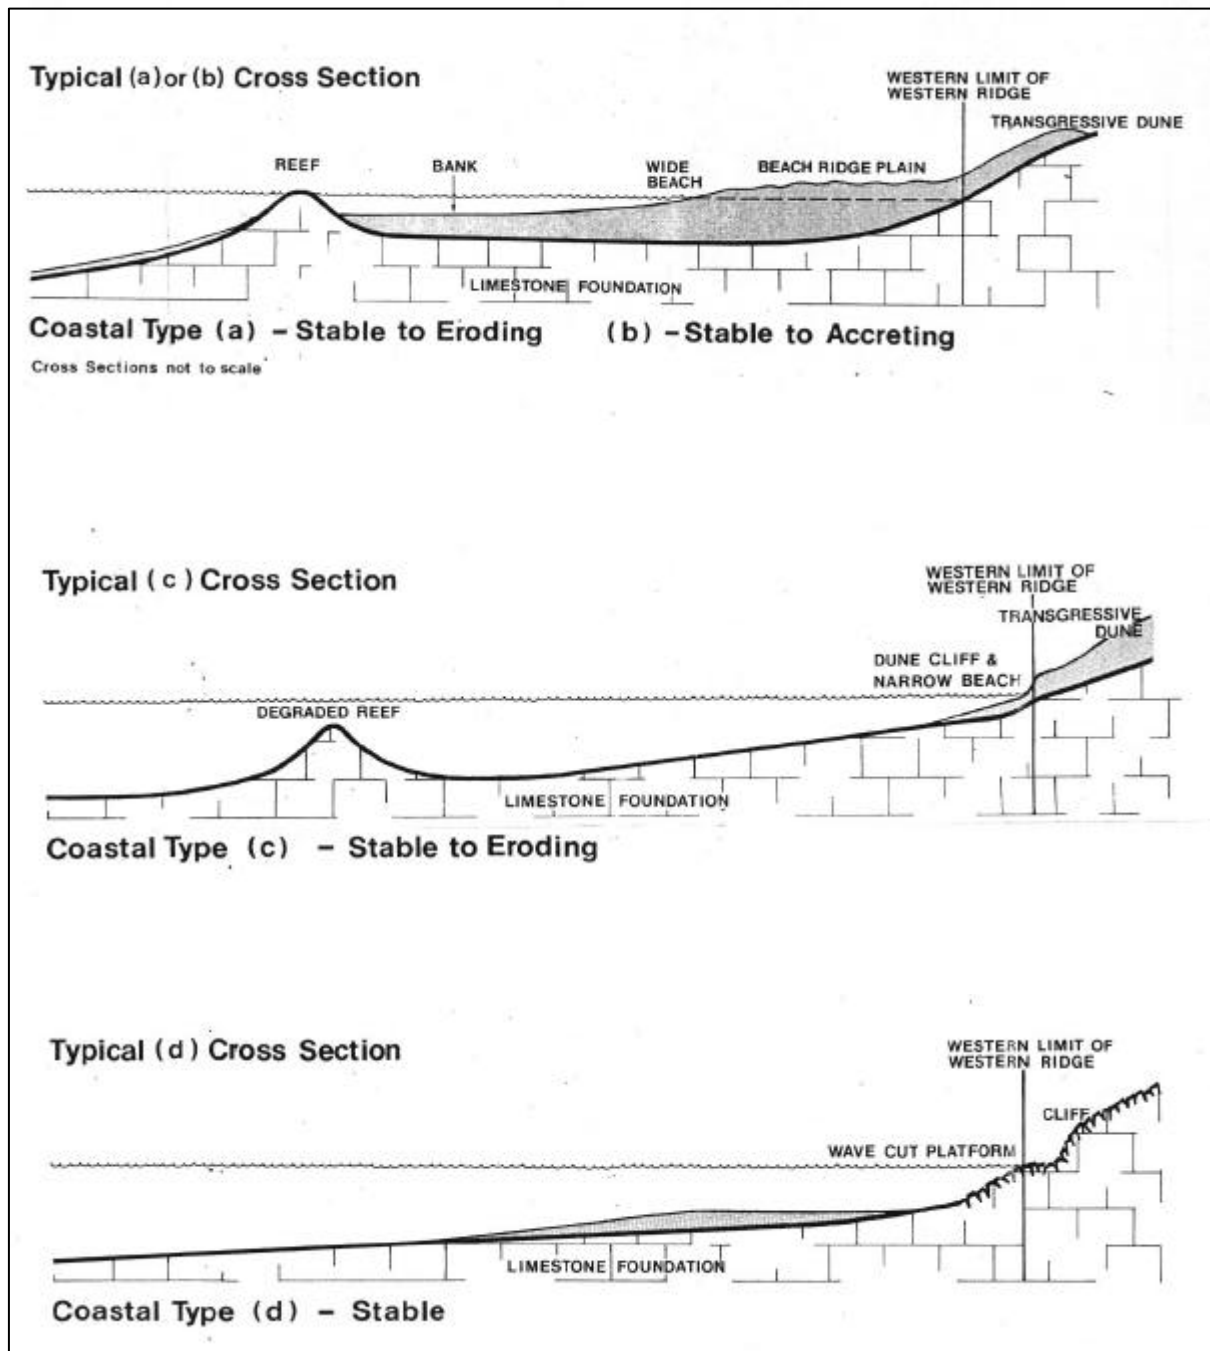 Typical (a) or (b) Cross Section
WESTERN LIMIT OF
WESTERN RIDGE
TRANSGRESSIVE DUNE
REEF
BANK
WIDE
BEACH
BEACH RIDGE PLAIN
LIMESTONE FOUNDATION
Coastal Type (a) – Stable to Eroding (b) – Stable to Accreting
Cross Sections not to scale
Typical (c) Cross Section
WESTERN LIMIT OF
WESTERN RIDGE
TRANSGRESSIVE
DUNE
DUNE CLIFF &
NARROW BEACH
DEGRADED REEF
LIMESTONE FOUNDATION
Coastal Type (c) – Stable to Eroding
Typical (d) Cross Section
WESTERN LIMIT OF
WESTERN RIDGE
CLIFF
WAVE CUT PLATFORM
LIMESTONE FOUNDATION
Coastal Type (d) – Stable